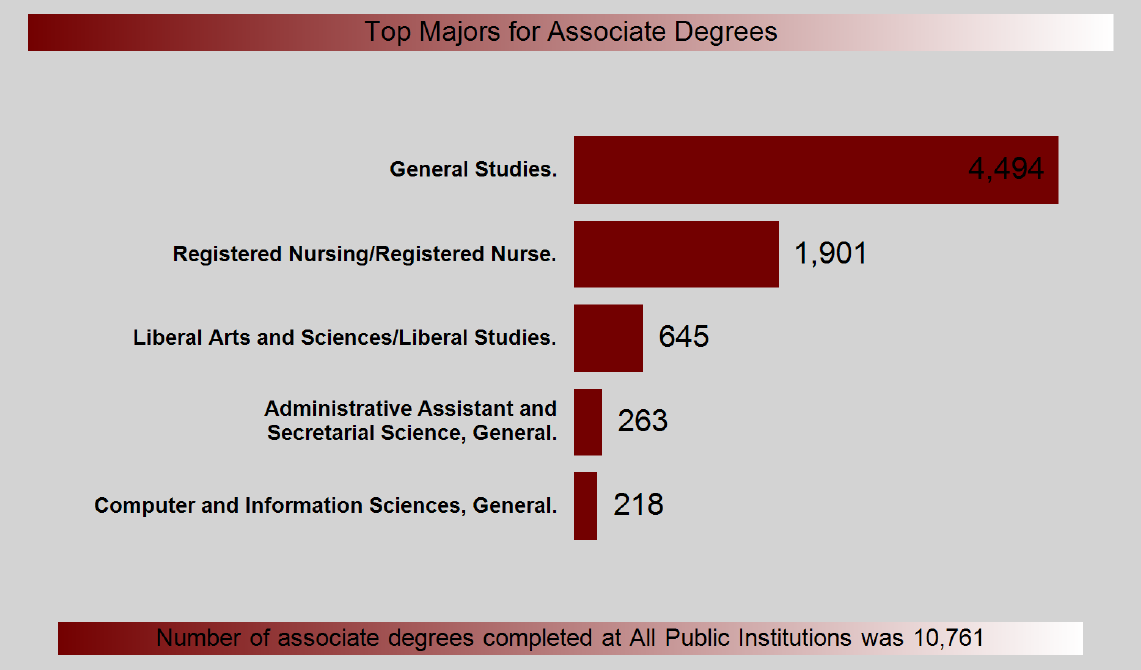 Top Majors for Associate Degrees
General Studies.
4,494
Registered Nursing/Registered Nurse.
1,901
Liberal Arts and Sciences/Liberal Studies.
645
Administrative Assistant and
Secretarial Science, General.
263
Computer and Information Sciences, General.
218
Number of associate degrees completed at All Public Institutions was 10,761